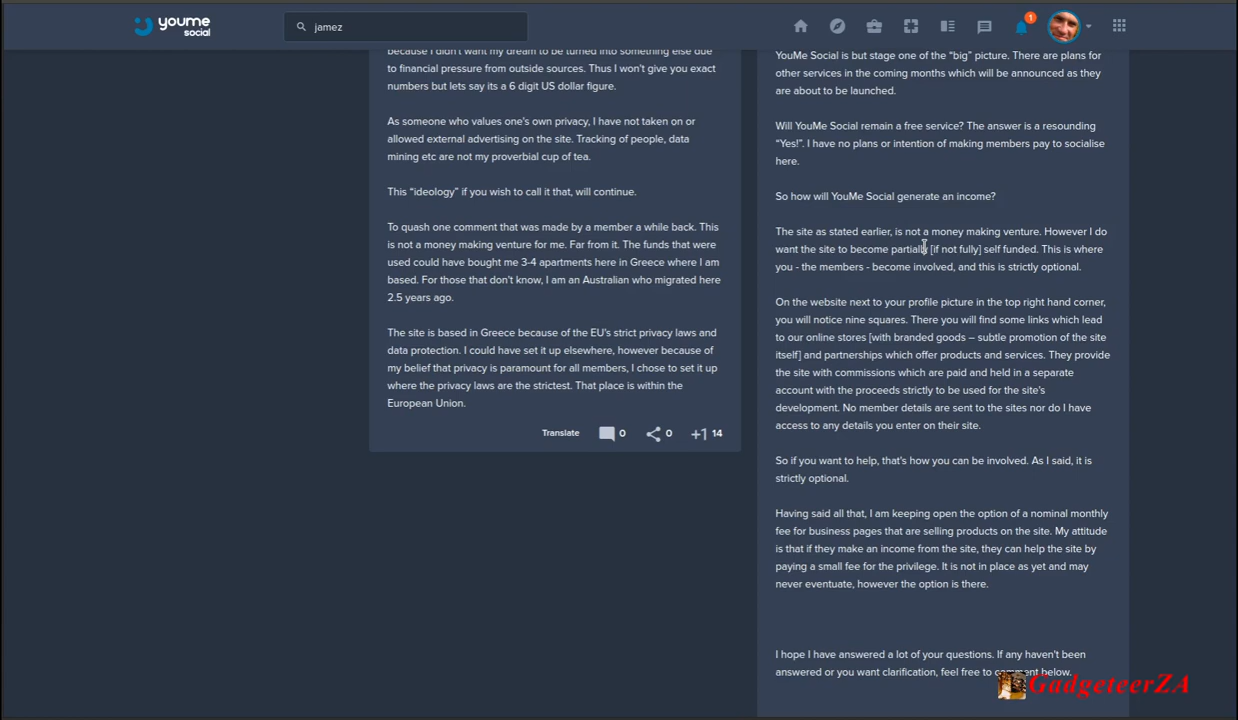 youme
social
jamez
1
because I didn't want my dream to be turned into something else due
to financial pressure from outside sources. Thus I won't give you exact
numbers but lets say its a 6 digit US dollar figure.
As someone who values one's own privacy, I have not taken on or
allowed external advertising on the site. Tracking of people, data
mining etc are not my proverbial cup of tea.
This “ideology” if you wish to call it that, will continue.
To quash one comment that was made by a member a while back. This
is not a money making venture for me. Far from it. The funds that were
used could have bought me 3-4 apartments here in Greece where I am
based. For those that don't know, I am an Australian who migrated here
2.5 years ago.
The site is based in Greece because of the EU's strict privacy laws and
data protection. I could have set it up elsewhere, however because of
my belief that privacy is paramount for all members, I chose to set it up
where the privacy laws are the strictest. That place is within the
European Union.
Translate 0 0 +1 14
YouMe Social is but stage one of the “big” picture. There are plans for
other services in the coming months which will be announced as they
are about to be launched.
Will YouMe Social remain a free service? The answer is a resounding
“Yes!”. I have no plans or intention of making members pay to socialise
here.
So how will YouMe Social generate an income?
The site as stated earlier, is not a money making venture. However I do
want the site to become partially [if not fully] self funded. This is where
you - the members - become involved, and this is strictly optional.
On the website next to your profile picture in the top right hand corner,
you will notice nine squares. There you will find some links which lead
to our online stores [with branded goods – subtle promotion of the site
itself] and partnerships which offer products and services. They provide
the site with commissions which are paid and held in a separate
account with the proceeds strictly to be used for the site's
development. No member details are sent to the sites nor do I have
access to any details you enter on their site.
So if you want to help, that's how you can be involved. As I said, it is
strictly optional.
Having said all that, I am keeping open the option of a nominal monthly
fee for business pages that are selling products on the site. My attitude
is that if they make an income from the site, they can help the site by
paying a small fee for the privilege. It is not in place as yet and may
never eventuate, however the option is there.
I hope I have answered a lot of your questions. If any haven't been
answered or you want clarification, feel free to comment below.
GadgeteerZA